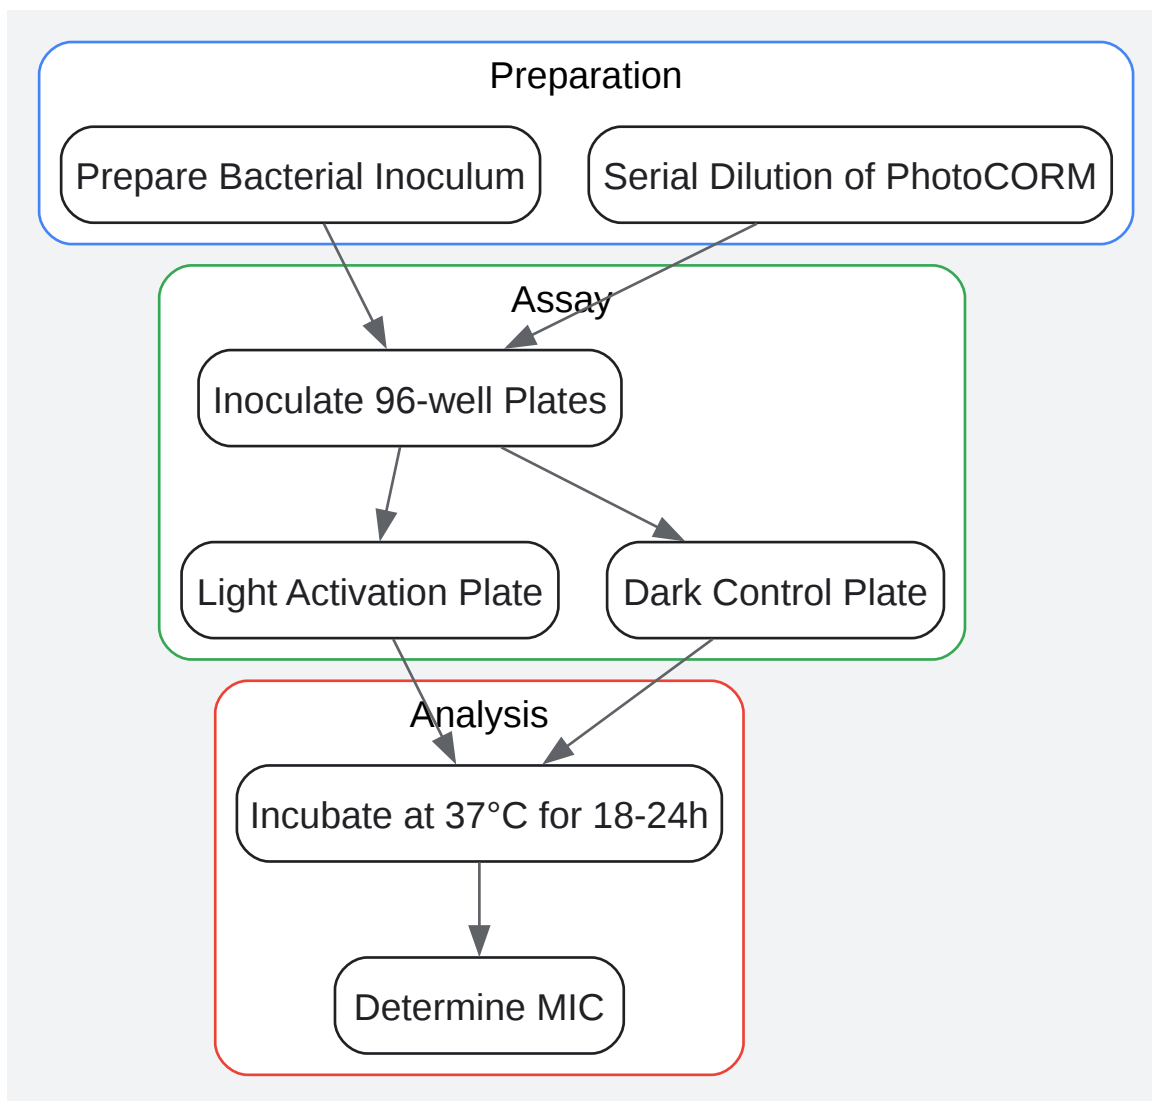 Preparation
Prepare Bacterial Inoculum
Serial Dilution of PhotoCORM
Assay
Inoculate 96-well Plates
Light Activation Plate
Dark Control Plate
Analysis
Incubate at 37°C for 18-24h
Determine MIC